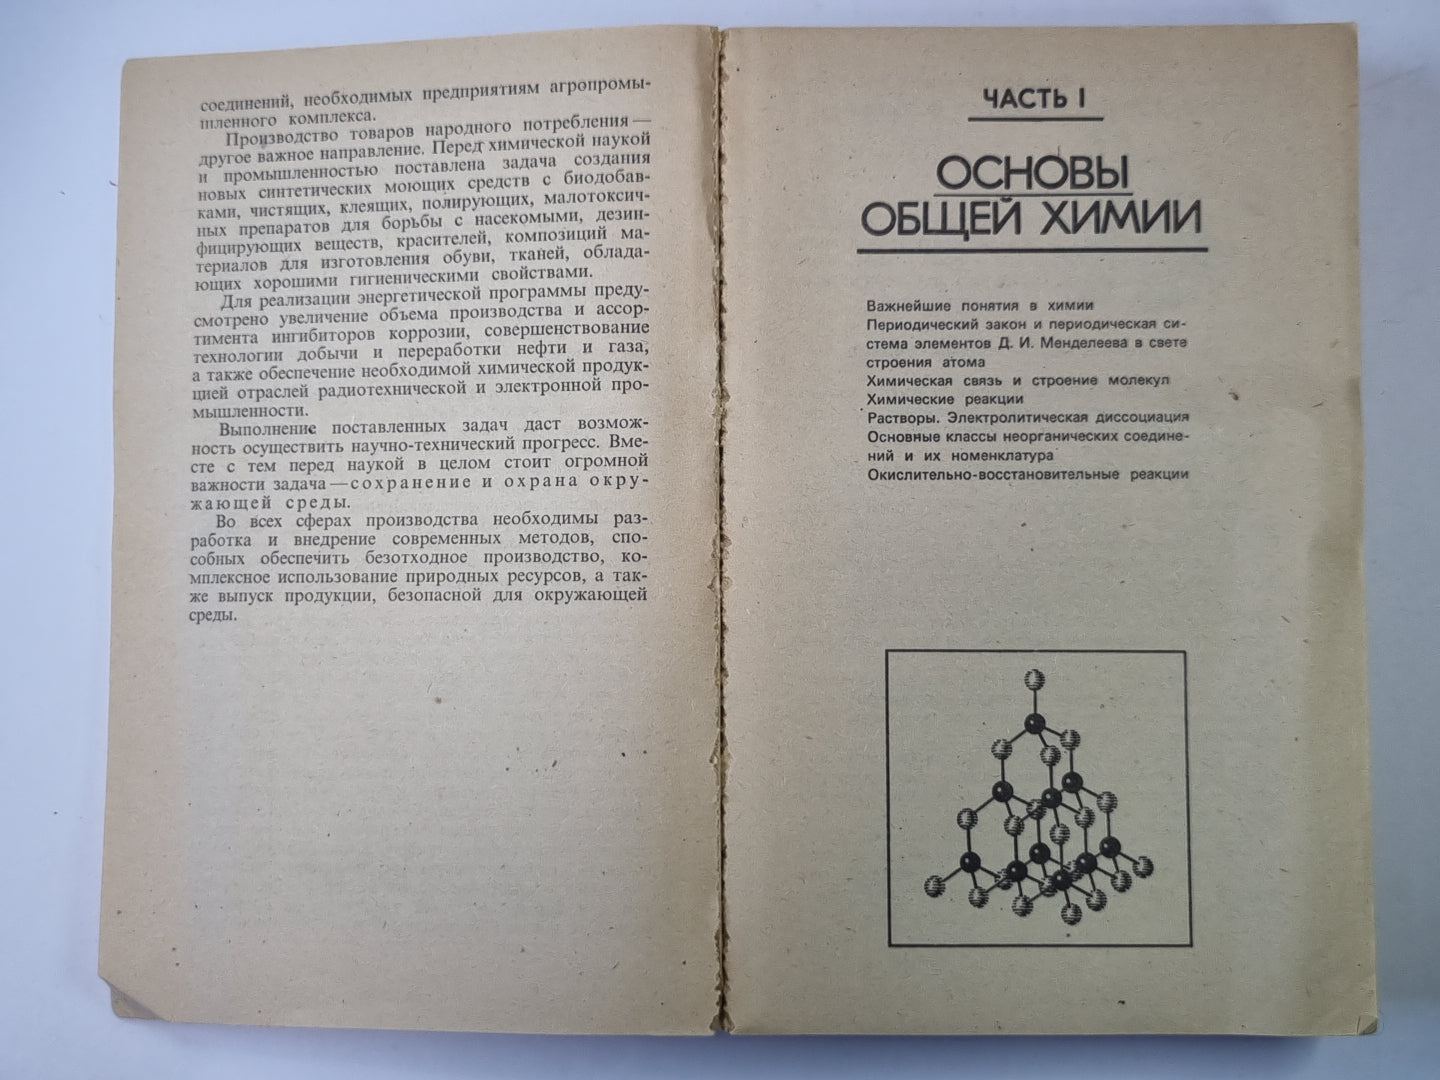 соединений, необходимых предприятиям агропромы-
шленного комплекса.
Производство товаров народного потребления —
другое важное направление. Перед химической наукой
и промышленностью поставлена задача создания
новых синтетических моющих средств с биодобав-
ками, чистящих, клеящих, полирующих, малотоксич-
ных препаратов для борьбы с насекомыми, дезин-
фицирующих веществ, красителей, композиций ма-
териалов для изготовления обуви, тканей, облада-
ющих хорошими гигиеническими свойствами.
Для реализации энергетической программы преду-
смотрено увеличение объема производства и ассор-
тимента ингибиторов коррозии, совершенствование
технологии добычи и переработки нефти и газа,
а также обеспечение необходимой химической продук-
цией отраслей радиотехнической и электронной про-
мышленности.
Выполнение поставленных задач даст возмож-
ность осуществить научно-технический прогресс. Вме-
сте с тем перед наукой в целом стоит огромной
важности задача — сохранение и охрана окру-
жающей среды.
Во всех сферах производства необходимы раз-
работка и внедрение современных методов, спо-
собных обеспечить безотходное производство, ко-
мплексное использование природных ресурсов, а так-
же выпуск продукции, безопасной для окружающей
среды.
ЧАСТЬ I
ОСНОВЫ
ОБЩЕЙ ХИМИИ
Важнейшие понятия в химии
Периодический закон и периодическая си-
стема элементов Д. И. Менделеева в свете
строения атома
Химическая связь и строение молекул
Химические реакции
Растворы. Электролитическая диссоциация
Основные классы неорганических соедине-
ний и их номенклатура
Окислительно-восстановительные реакции